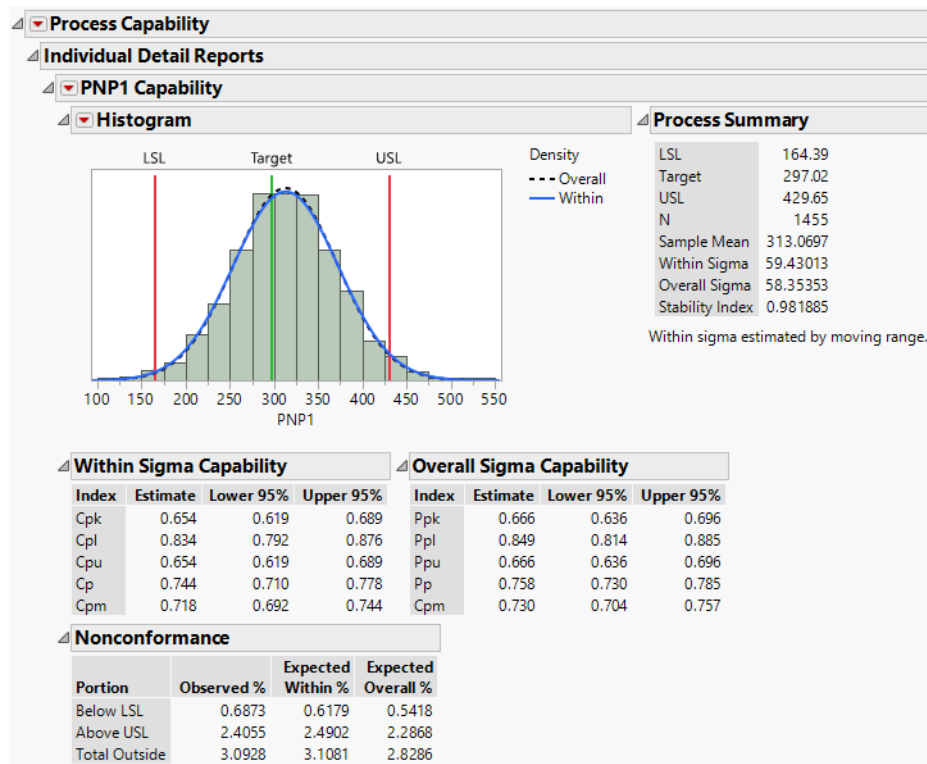 Process Capability
Individual Detail Reports
PNP1 Capability
Histogram
LSL Target USL
100 150 200 250 300 350 400 450 500 550
PNP1
Density
Overall
Within
Process Summary
LSL 164.39
Target 297.02
USL 429.65
N 1455
Sample Mean 313.0697
Within Sigma 59.43013
Overall Sigma 58.35353
Stability Index 0.981885
Within sigma estimated by moving range.
Within Sigma Capability
Index Estimate Lower 95% Upper 95%
Cpk 0.654 0.619 0.689
Cpl 0.834 0.792 0.876
Cpu 0.654 0.619 0.689
Cp 0.744 0.710 0.778
Cpm 0.718 0.692 0.744
Overall Sigma Capability
Index Estimate Lower 95% Upper 95%
Ppk 0.666 0.636 0.696
Ppl 0.849 0.814 0.885
Ppu 0.666 0.636 0.696
Pp 0.758 0.730 0.785
Cpm 0.730 0.704 0.757
Nonconformance
Expected Expected
Portion Observed % Within % Overall %
Below LSL 0.6873 0.6179 0.5418
Above USL 2.4055 2.4902 2.2868
Total Outside 3.0928 3.1081 2.8286